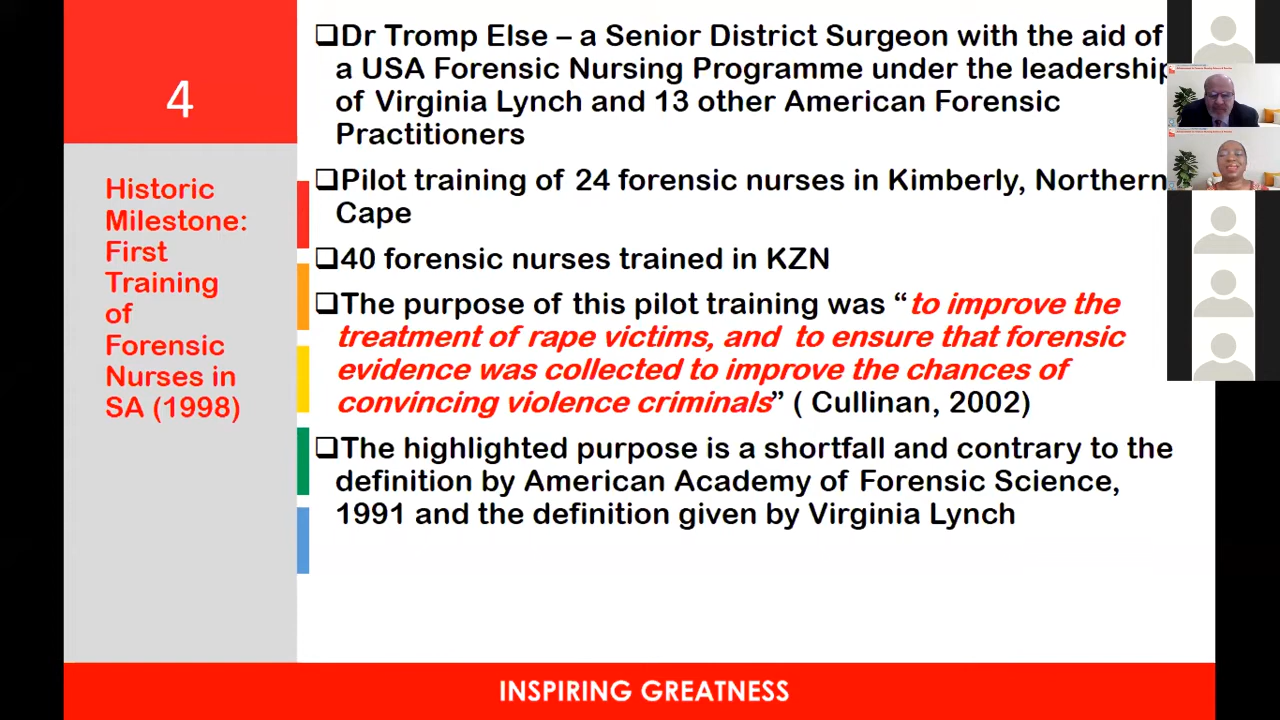 4
Historic
Milestone:
First
Training
of
Forensic
Nurses in
SA (1998)
❑Dr Tromp Else – a Senior District Surgeon with the aid of
a USA Forensic Nursing Programme under the leadership
of Virginia Lynch and 13 other American Forensic
Practitioners
❑Pilot training of 24 forensic nurses in Kimberly, Northern
Cape
❑40 forensic nurses trained in KZN
❑The purpose of this pilot training was “to improve the
treatment of rape victims, and to ensure that forensic
evidence was collected to improve the chances of
convincing violence criminals” ( Cullinan, 2002)
❑The highlighted purpose is a shortfall and contrary to the
definition by American Academy of Forensic Science,
1991 and the definition given by Virginia Lynch
INSPIRING GREATNESS